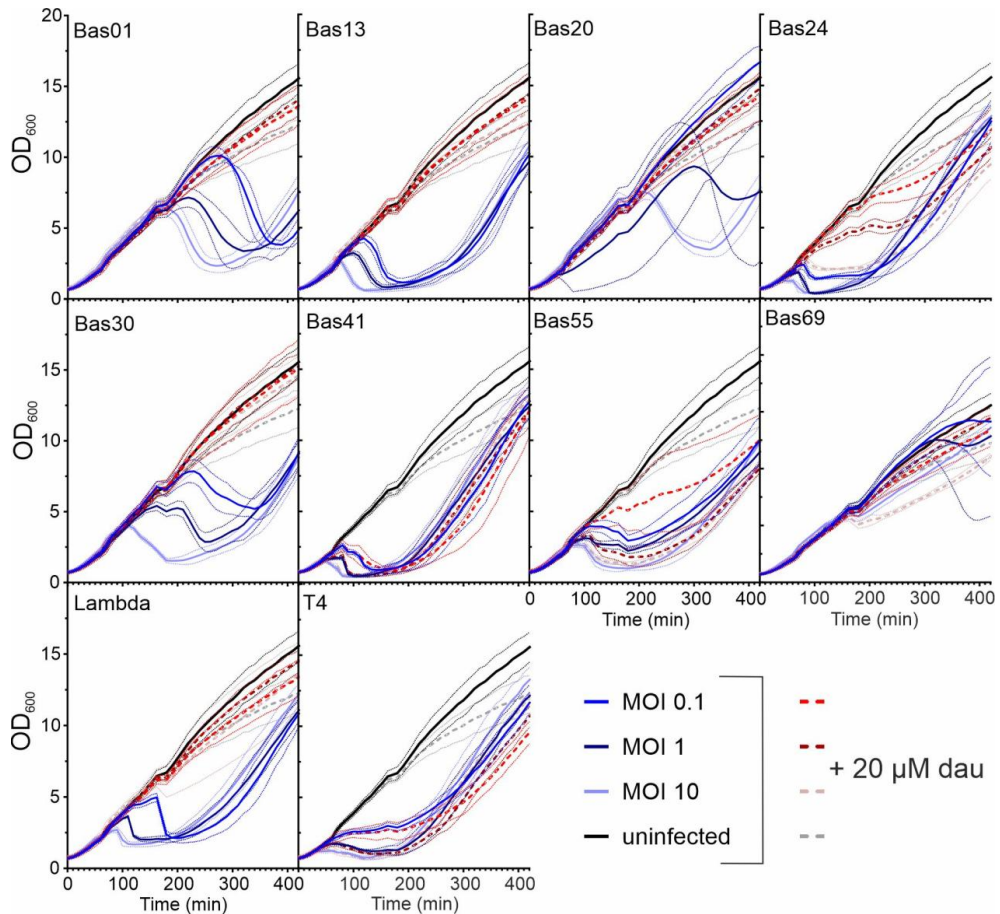 20 Bas01 Bas13 Bas20 Bas24
15
10
5
0
OD600
Bas30 Bas41 Bas55 Bas69
15
10
5
0
OD600
0 100 200 300 400
Time (min)
0 100 200 300 400
Time (min)
Lambda T4
15
10
5
0
OD600
0 100 200 300 400
Time (min)
100 200 300 400
Time (min)
MOI 0.1
MOI 1
MOI 10
uninfected
+ 20 µM dau